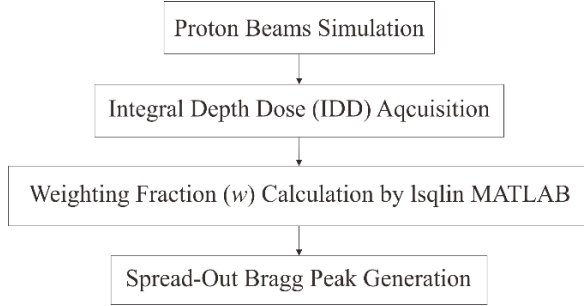 Proton Beams Simulation
Integral Depth Dose (IDD) Aqcuisition
Weighting Fraction (w) Calculation by lsqlin MATLAB
Spread-Out Bragg Peak Generation